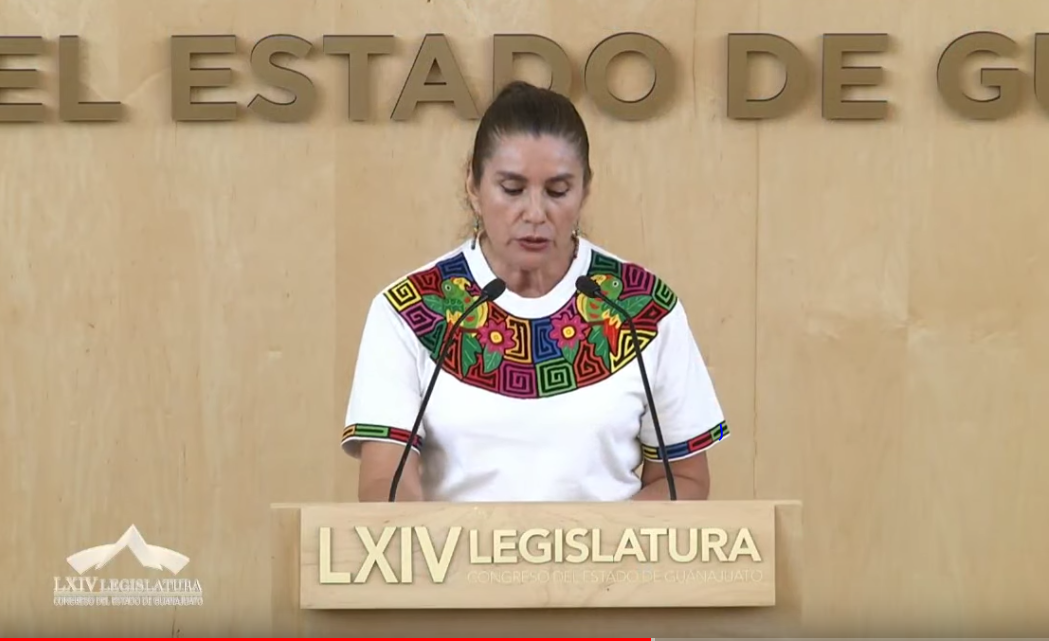 EL ESTADO DE GU
LXIV LEGISLATURA
CONGRESO DEL ESTADO DE GUANAJUATO
LXIV LEGISLATURA
CONGRESO DEL ESTADO DE GUANAJUATO